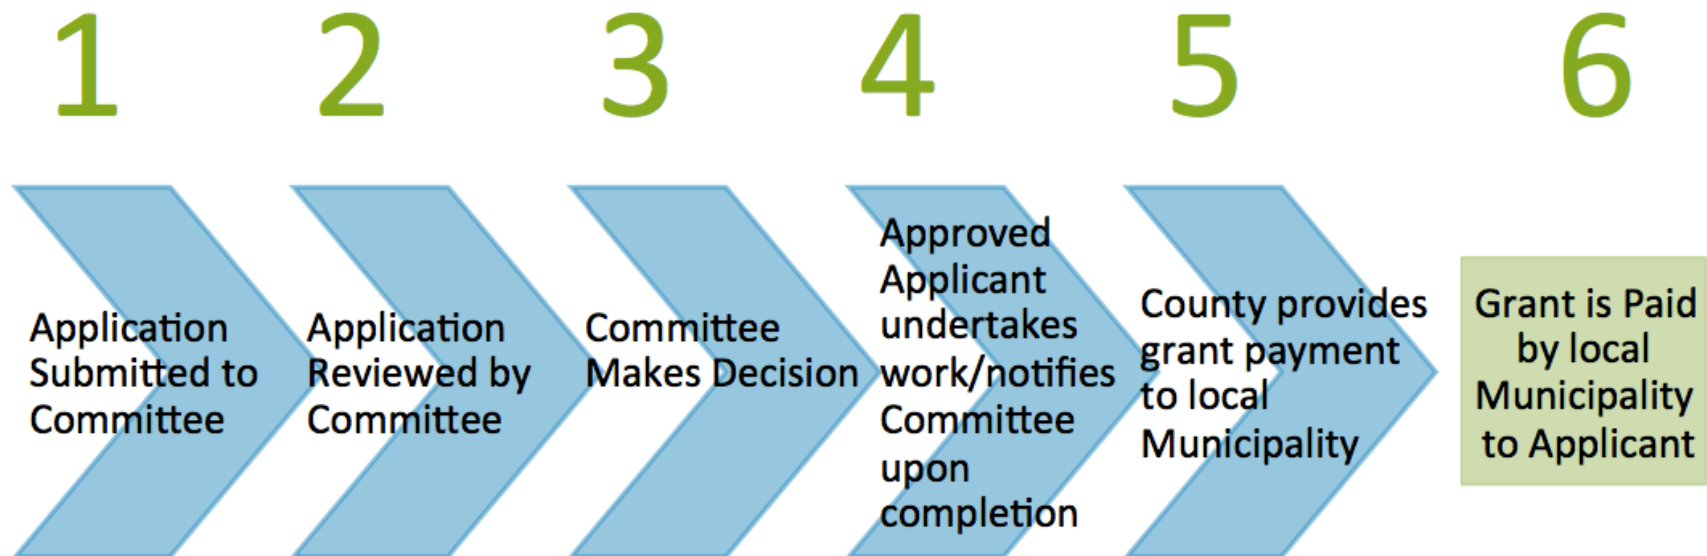 1
2
3
4
5
6
Application
Submitted to
Committee
Application
Reviewed by
Committee
Committee
Makes Decision
Approved
Applicant
undertakes
work/notifies
Committee
upon
completion
County provides
grant payment
to local
Municipality
Grant is Paid
by local
Municipality
to Applicant